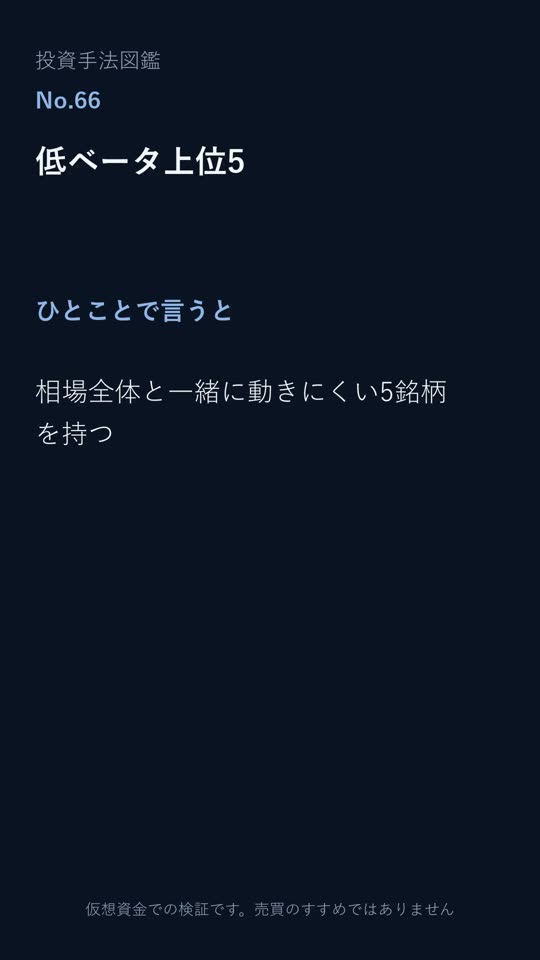 投資手法図鑑
No.66
低ベータ上位5
ひとことで言うと
相場全体と一緒に動きにくい5銘柄
を持つ
仮想資金での検証です。売買のすすめではありません